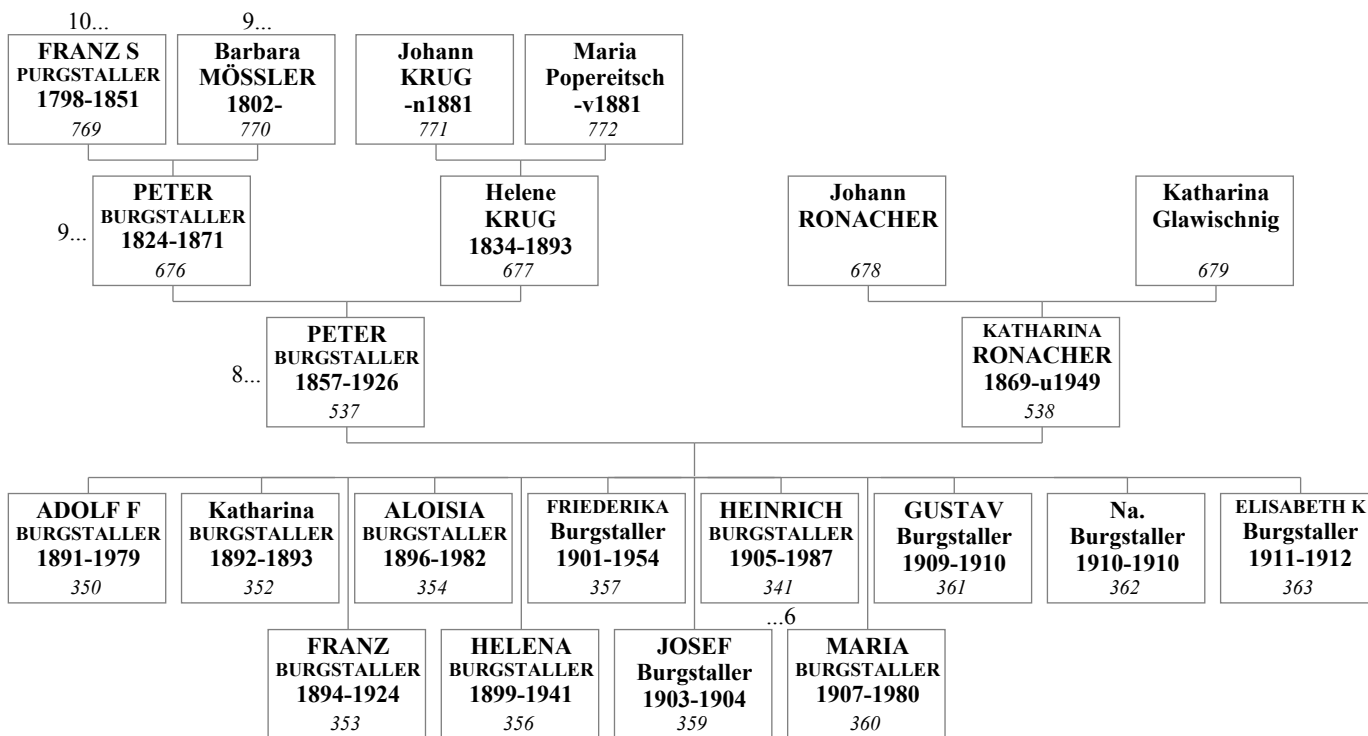 10...
9...
FRANZ S
PURGSTALLER
1798-1851
769
Barbara
MÖSSLER
1802-
770
Johann
KRUG
-n1881
771
Maria
Popereitsch
-v1881
772
9...
PETER
BURGSTALLER
1824-1871
676
Helene
KRUG
1834-1893
677
Johann
RONACHER
678
Katharina
Glawischnig
679
8...
PETER
BURGSTALLER
1857-1926
537
KATHARINA
RONACHER
1869-u1949
538
ADOLF F
BURGSTALLER
1891-1979
350
Katharina
BURGSTALLER
1892-1893
352
ALOISIA
BURGSTALLER
1896-1982
354
FRIEDERIKA
Burgstaller
1901-1954
357
HEINRICH
BURGSTALLER
1905-1987
341
...6
GUSTAV
Burgstaller
1909-1910
361
Na.
Burgstaller
1910-1910
362
ELISABETH K
Burgstaller
1911-1912
363
FRANZ
BURGSTALLER
1894-1924
353
HELENA
BURGSTALLER
1899-1941
356
JOSEF
Burgstaller
1903-1904
359
MARIA
BURGSTALLER
1907-1980
360